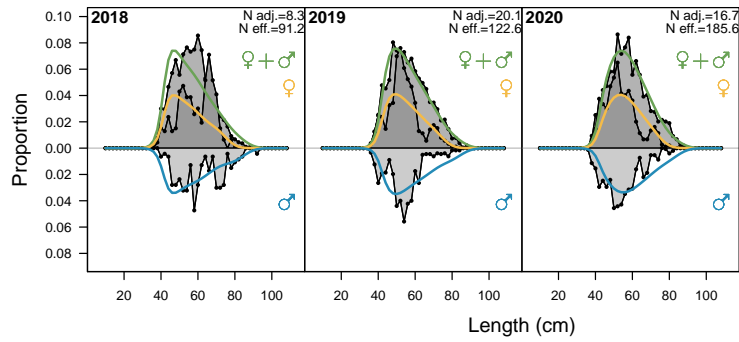 2018
N adj.=8.3
N eff.=91.2
♀+♂
♀
♂
2019
N adj.=20.1
N eff.=122.6
♀+♂
♀
♂
2020
N adj.=16.7
N eff.=185.6
♀+♂
♀
♂
Proportion
0.10
0.08
0.06
0.04
0.02
0.00
0.02
0.04
0.06
0.08
20 40 60 80 100 20 40 60 80 100 20 40 60 80 100
Length (cm)